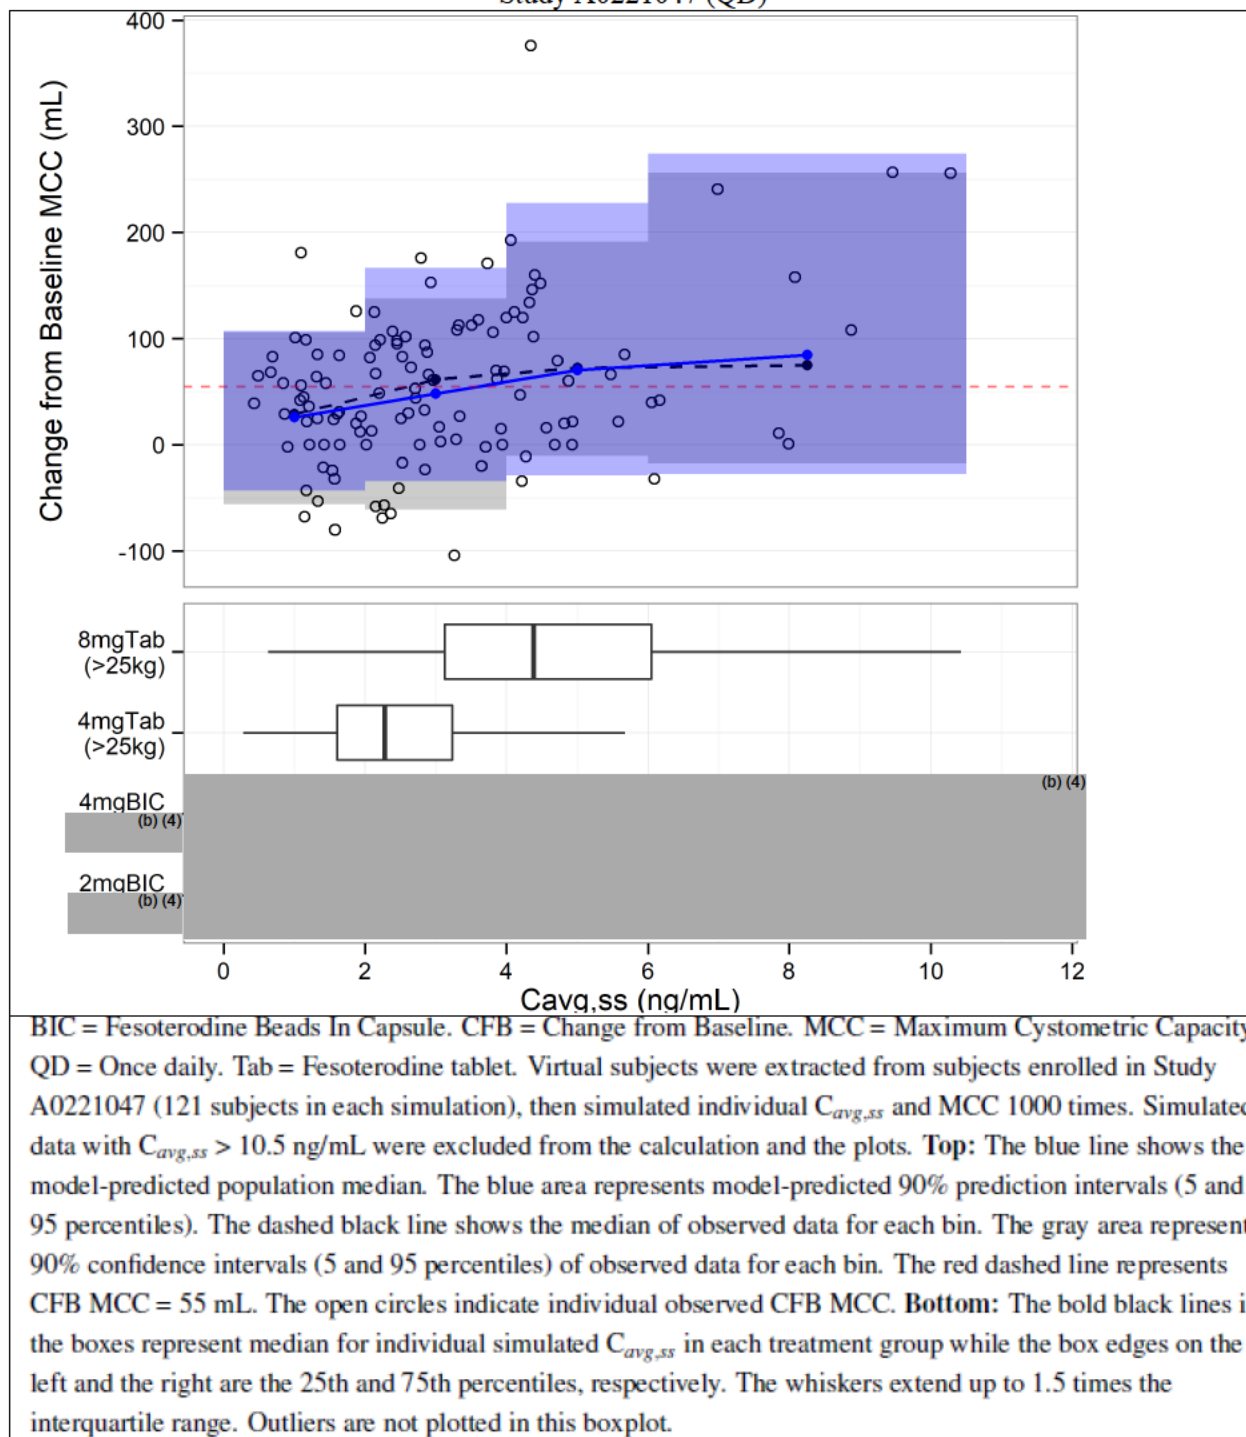 Study A0221047 (QD)
400
300
200
100
0
-100
Change from Baseline MCC (mL)
8mgTab
(>25kg)
4mgTab
(>25kg)
(b) (4)
4mgBIC
(b) (4)
2mgBIC
(b) (4)
0 2 4 6 8 10 12
Cavg,ss (ng/mL)
BIC = Fesoterodine Beads In Capsule. CFB = Change from Baseline. MCC = Maximum Cystometric Capacity
QD = Once daily. Tab = Fesoterodine tablet. Virtual subjects were extracted from subjects enrolled in Study
A0221047 (121 subjects in each simulation), then simulated individual Cavg,ss and MCC 1000 times. Simulated
data with Cavg,ss > 10.5 ng/mL were excluded from the calculation and the plots. Top: The blue line shows the
model-predicted population median. The blue area represents model-predicted 90% prediction intervals (5 and
95 percentiles). The dashed black line shows the median of observed data for each bin. The gray area represent
90% confidence intervals (5 and 95 percentiles) of observed data for each bin. The red dashed line represents
CFB MCC = 55 mL. The open circles indicate individual observed CFB MCC. Bottom: The bold black lines i
the boxes represent median for individual simulated Cavg,ss in each treatment group while the box edges on the
left and the right are the 25th and 75th percentiles, respectively. The whiskers extend up to 1.5 times the
interquartile range. Outliers are not plotted in this boxplot.